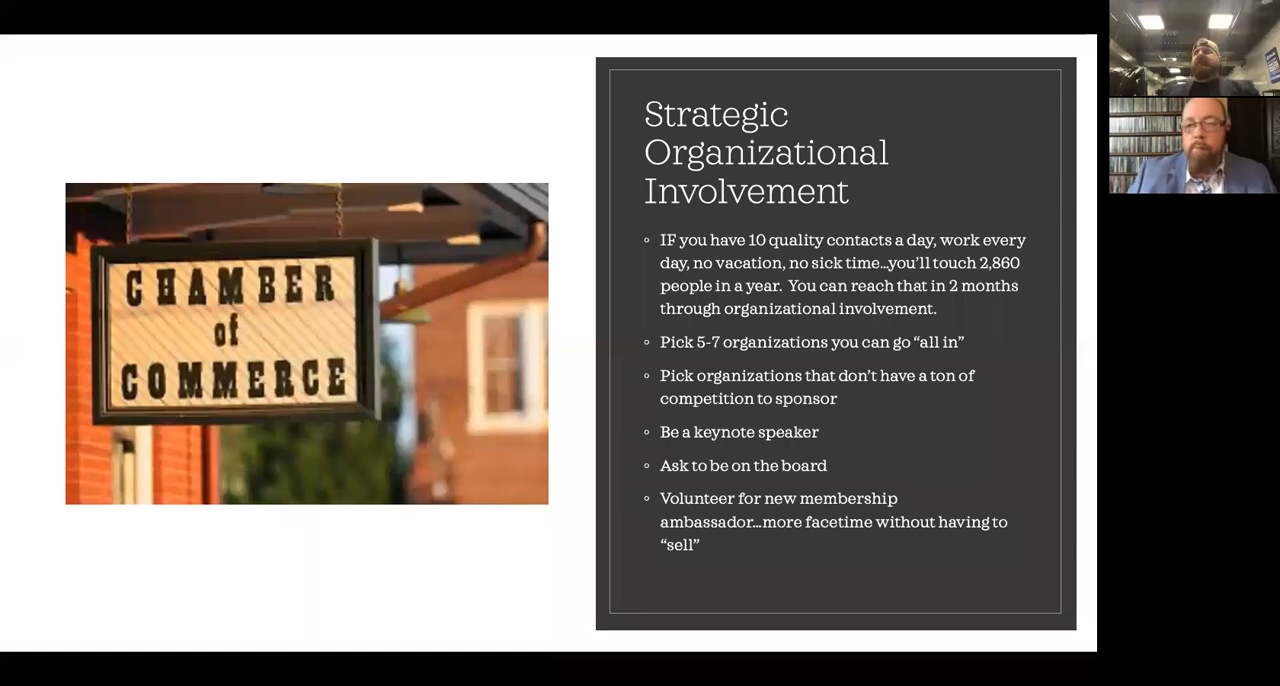 CHAMBER
of
COMMERCE
Strategic
Organizational
Involvement
IF you have 10 quality contacts a day, work every
day, no vacation, no sick time…you’ll touch 2,860
people in a year.  You can reach that in 2 months
through organizational involvement.
Pick 5-7 organizations you can go “all in”
Pick organizations that don’t have a ton of
competition to sponsor
Be a keynote speaker
Ask to be on the board
Volunteer for new membership
ambassador…more facetime without having to
“sell”